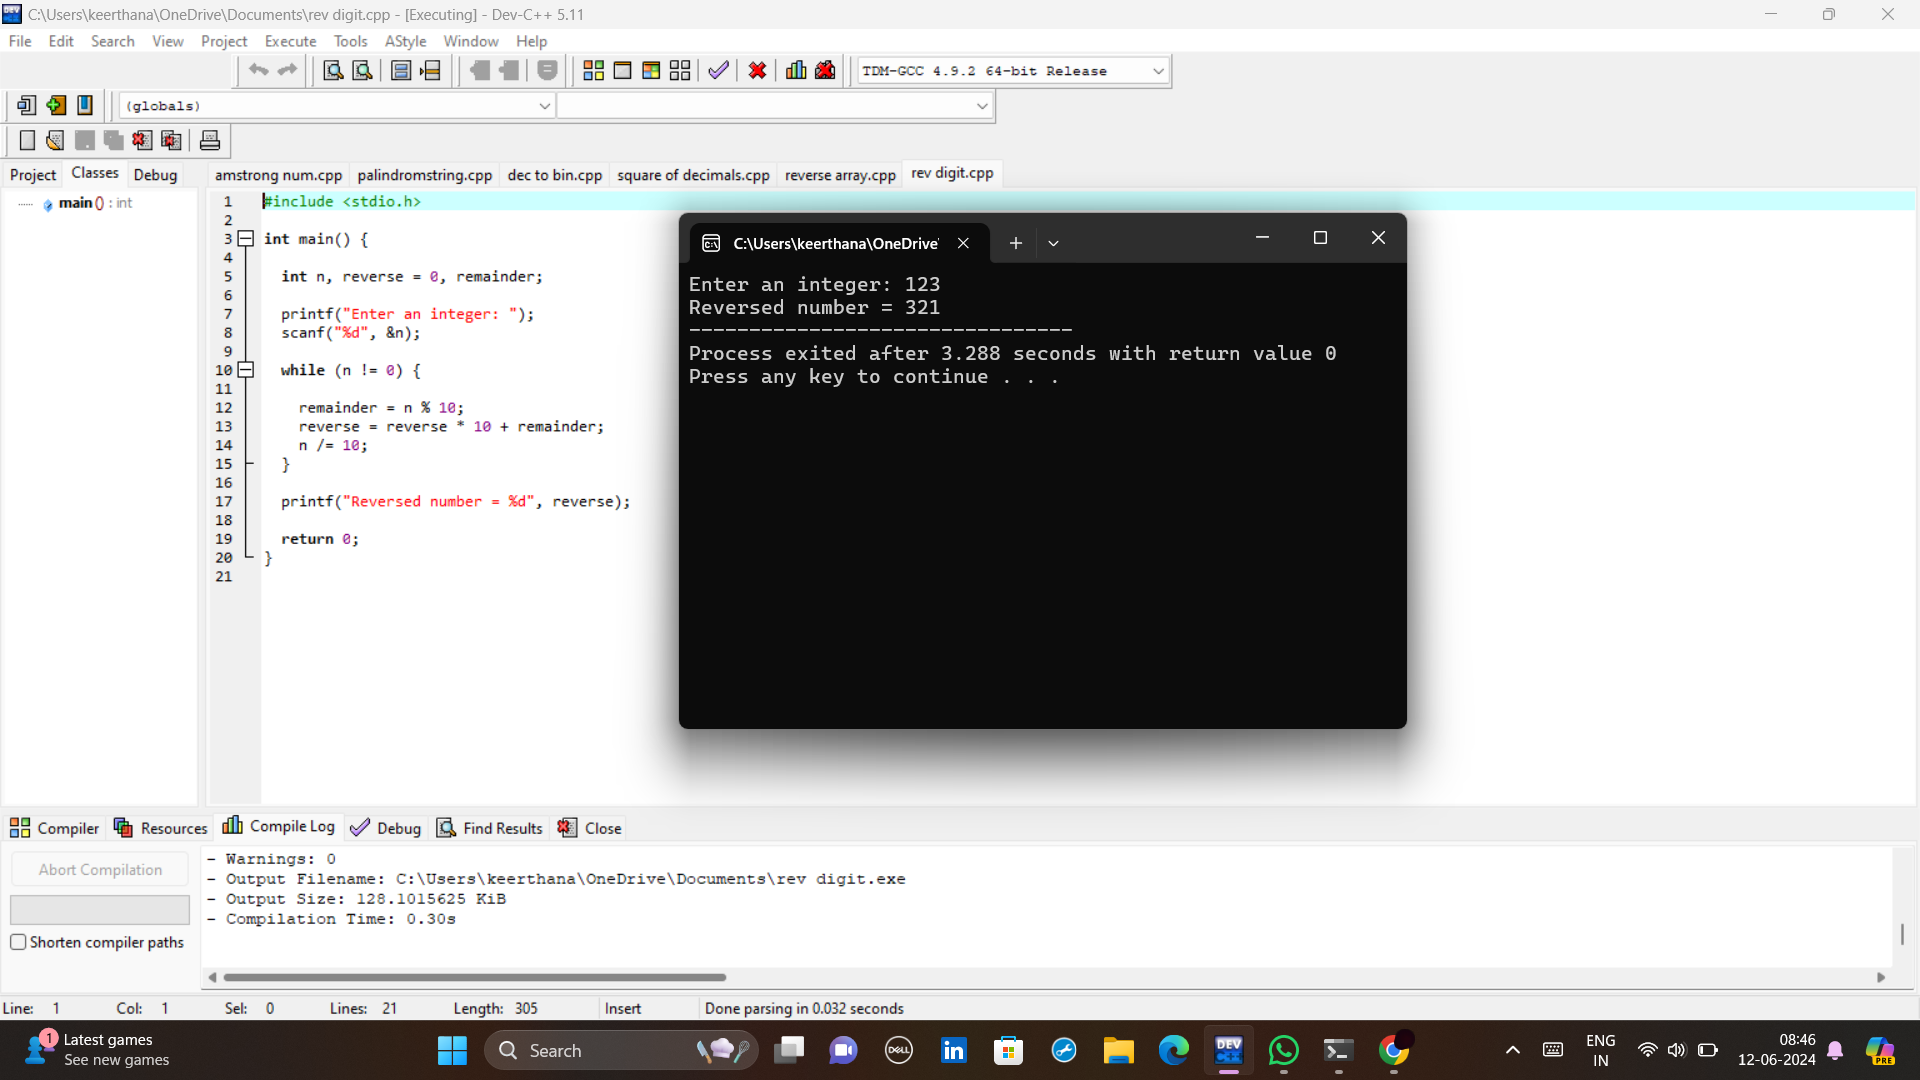 C:\Users\keerthana\OneDrive\Documents\rev digit.cpp - [Executing] - Dev-C++ 5.11
File Edit Search View Project Execute Tools AStyle Window Help
TDM-GCC 4.9.2 64-bit Release
(globals)
Project Classes Debug
amstrong num.cpp palindromstring.cpp dec to bin.cpp square of decimals.cpp reverse array.cpp rev digit.cpp
main () : int
1 #include <stdio.h>
2
3 int main() {
4
5 int n, reverse = 0, remainder;
6
7 printf("Enter an integer: ");
8 scanf("%d", &n);
9
10 while (n != 0) {
11
12 remainder = n % 10;
13 reverse = reverse * 10 + remainder;
14 n /= 10;
15 }
16
17 printf("Reversed number = %d", reverse);
18
19 return 0;
20 }
21
C:\Users\keerthana\OneDrive\
Enter an integer: 123
Reversed number = 321
--------------------------------
Process exited after 3.288 seconds with return value 0
Press any key to continue . . .
Compiler Resources Compile Log Debug Find Results Close
Abort Compilation
Shorten compiler paths
- Warnings: 0
- Output Filename: C:\Users\keerthana\OneDrive\Documents\rev digit.exe
- Output Size: 128.1015625 KiB
- Compilation Time: 0.30s
Line: 1 Col: 1 Sel: 0 Lines: 21 Length: 305 Insert Done parsing in 0.032 seconds
1
Latest games
See new games
Search
DELL
in
DEV
C++
ENG
IN
08:46
12-06-2024
PRE